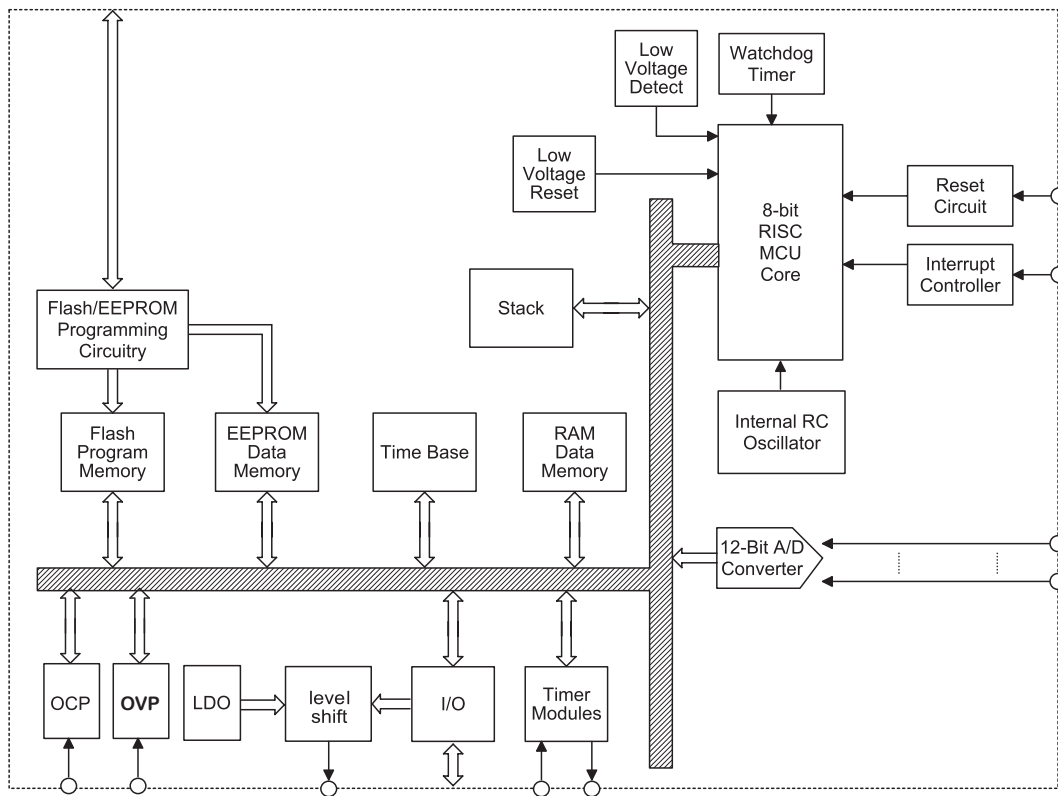 Low
Voltage
Detect
Watchdog
Timer
Low
Voltage
Reset
8-bit
RISC
MCU
Core
Reset
Circuit
Interrupt
Controller
Stack
Flash/EEPROM
Programming
Circuitry
Internal RC
Oscillator
Flash
Program
Memory
EEPROM
Data
Memory
Time Base
RAM
Data
Memory
12-Bit A/D
Converter
OCP
OVP
LDO
level
shift
I/O
Timer
Modules